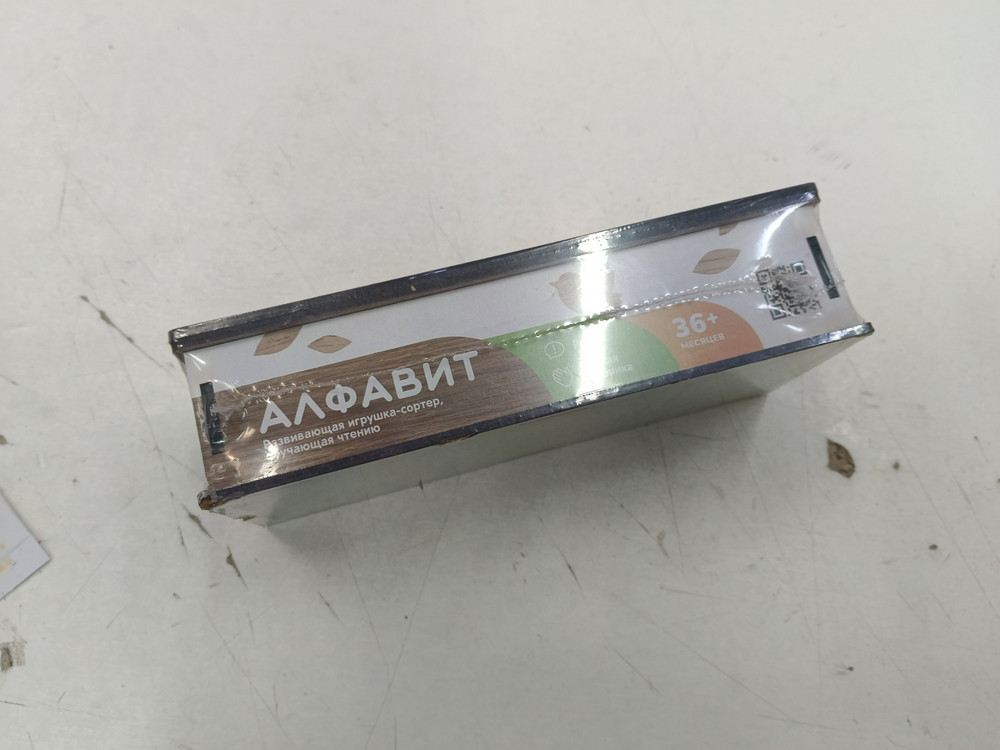 АЛФАВИТ
Развивающая игрушка-сортер,
обучающая чтению
36+
МЕСЯЦЕВ